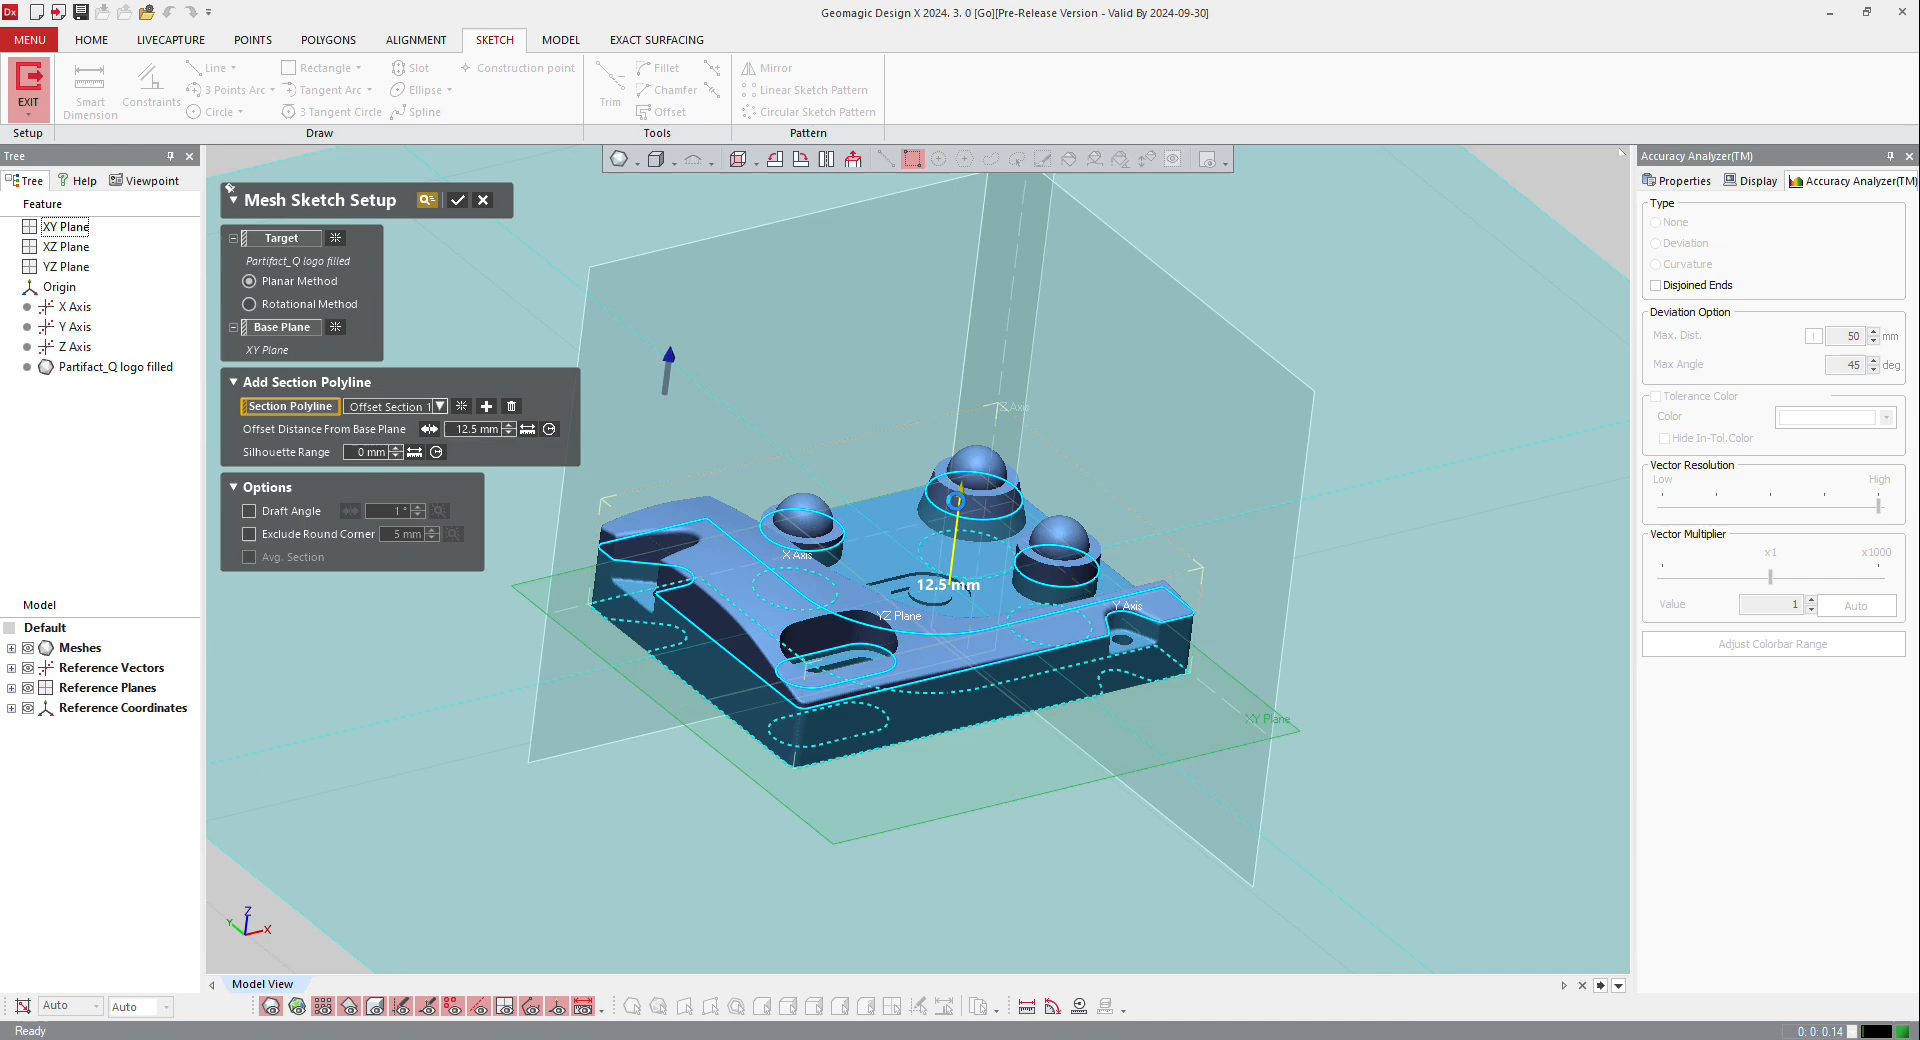 Dx
Geomagic Design X 2024. 3. 0 [Go][Pre-Release Version - Valid By 2024-09-30]
MENU HOME LIVECAPTURE POINTS POLYGONS ALIGNMENT SKETCH MODEL EXACT SURFACING
Line Rectangle Slot Construction point Fillet Mirror
3 Points Arc Tangent Arc Ellipse Chamfer Linear Sketch Pattern
EXIT Smart Dimension Constraints Trim
Circle 3 Tangent Circle Spline Offset Circular Sketch Pattern
Setup Draw Tools Pattern
Tree
Tree Help Viewpoint
Feature
XY Plane
XZ Plane
YZ Plane
Origin
X Axis
Y Axis
Z Axis
Partifact_Q logo filled
Model
Default
Meshes
Reference Vectors
Reference Planes
Reference Coordinates
Mesh Sketch Setup
Target
Partifact_Q logo filled
Planar Method
Rotational Method
Base Plane
XY Plane
Add Section Polyline
Section Polyline Offset Section 1
Offset Distance From Base Plane 12.5 mm
Silhouette Range 0 mm
Options
Draft Angle 1 °
Exclude Round Corner 5 mm
Avg. Section
Z Axis
X Axis
12.5 mm
YZ Plane
Y Axis
XY Plane
Z
Y
X
Accuracy Analyzer(TM)
Properties Display Accuracy Analyzer(TM)
Type
None
Deviation
Curvature
Disjoined Ends
Deviation Option
Max. Dist. ! 50 mm
Max Angle 45 deg
Tolerance Color
Color
Hide In-Tol.Color
Vector Resolution
Low High
Vector Multiplier
x1 x1000
Value 1 Auto
Adjust Colorbar Range
Model View
Auto Auto
Ready
0: 0: 0.14